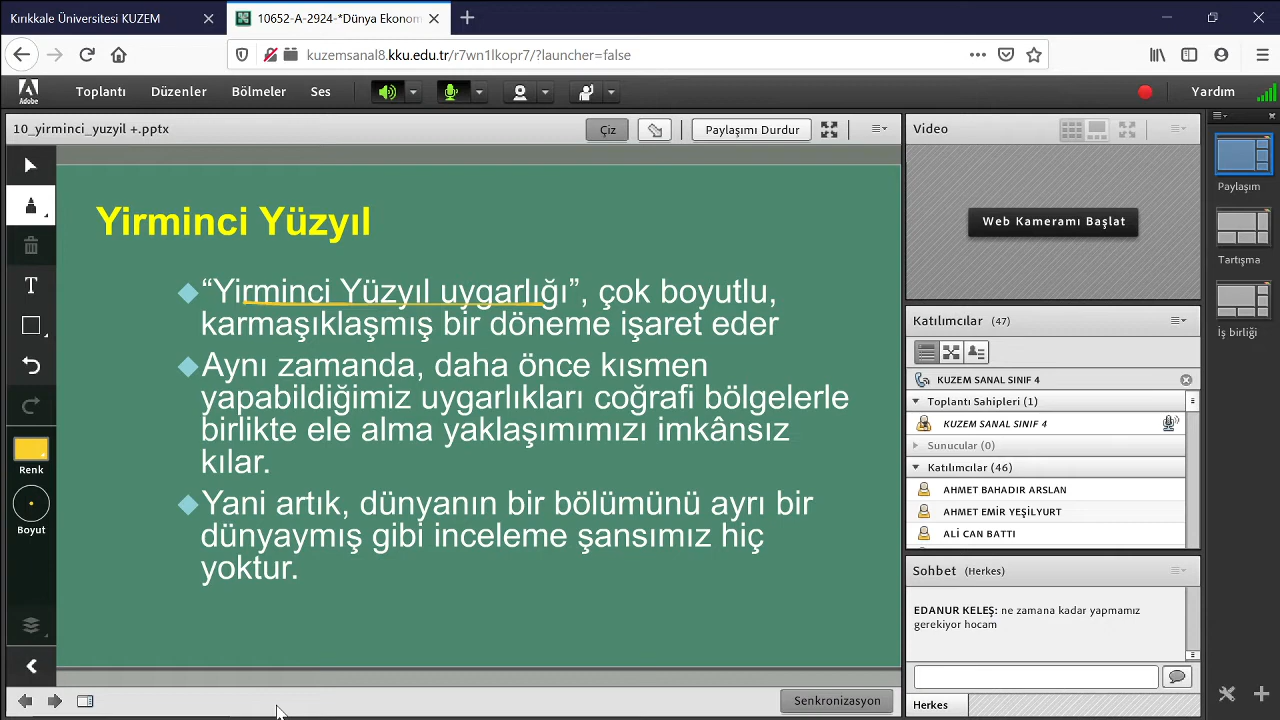 Kırıkkale Üniversitesi KUZEM
10652-A-2924-*Dünya Ekonom
kuzemsanal8.kku.edu.tr/r7wn1lkopr7/?launcher=false
Adobe
Toplantı
Düzenler
Bölmeler
Ses
Yardım
10_yirminci_yuzyil +.pptx
Çiz
Paylaşımı Durdur
Yirminci Yüzyıl
“Yirminci Yüzyıl uygarlığı”, çok boyutlu,
karmaşıklaşmış bir döneme işaret eder
Aynı zamanda, daha önce kısmen
yapabildiğimiz uygarlıkları coğrafi bölgelerle
birlikte ele alma yaklaşımımızı imkânsız
kılar.
Yani artık, dünyanın bir bölümünü ayrı bir
dünyaymış gibi inceleme şansımız hiç
yoktur.
T
Renk
Boyut
Senkronizasyon
Video
Web Kameramı Başlat
Katılımcılar (47)
KUZEM SANAL SINIF 4
Toplantı Sahipleri (1)
KUZEM SANAL SINIF 4
Sunucular (0)
Katılımcılar (46)
AHMET BAHADIR ARSLAN
AHMET EMİR YEŞİLYURT
ALİ CAN BATTI
Sohbet (Herkes)
EDANUR KELEŞ: ne zamana kadar yapmamız
gerekiyor hocam
Herkes
Paylaşım
Tartışma
İş birliği